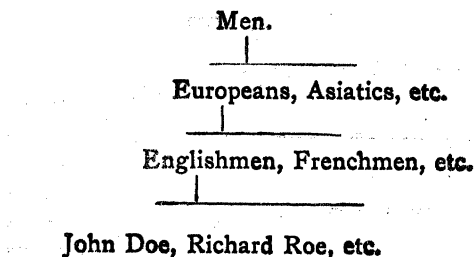 Men.
Europeans, Asiatics, etc.
Englishmen, Frenchmen, etc.
John Doe, Richard Roe, etc.